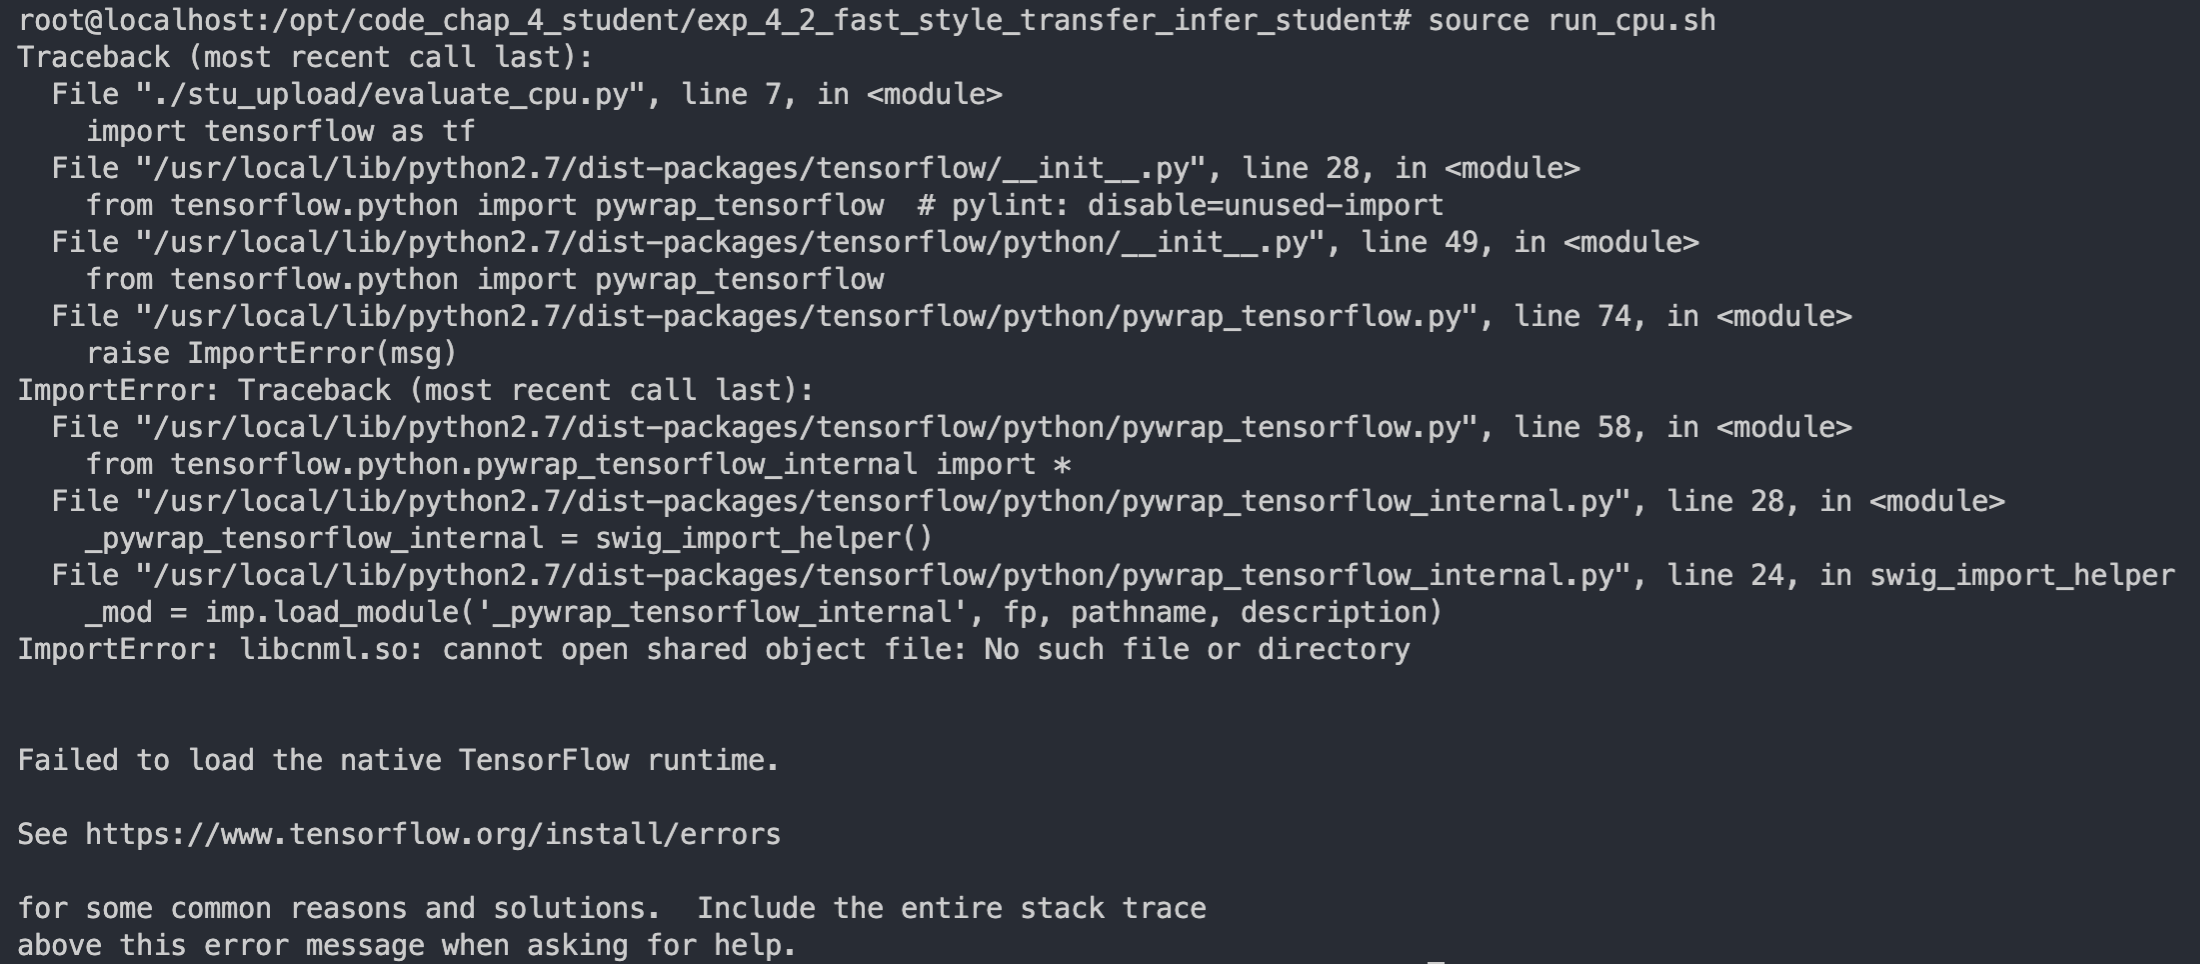 root@localhost:/opt/code_chap_4_student/exp_4_2_fast_style_transfer_infer_student# source run_cpu.sh
Traceback (most recent call last):
  File "./stu_upload/evaluate_cpu.py", line 7, in <module>
    import tensorflow as tf
  File "/usr/local/lib/python2.7/dist-packages/tensorflow/__init__.py", line 28, in <module>
    from tensorflow.python import pywrap_tensorflow  # pylint: disable=unused-import
  File "/usr/local/lib/python2.7/dist-packages/tensorflow/python/__init__.py", line 49, in <module>
    from tensorflow.python import pywrap_tensorflow
  File "/usr/local/lib/python2.7/dist-packages/tensorflow/python/pywrap_tensorflow.py", line 74, in <module>
    raise ImportError(msg)
ImportError: Traceback (most recent call last):
  File "/usr/local/lib/python2.7/dist-packages/tensorflow/python/pywrap_tensorflow.py", line 58, in <module>
    from tensorflow.python.pywrap_tensorflow_internal import *
  File "/usr/local/lib/python2.7/dist-packages/tensorflow/python/pywrap_tensorflow_internal.py", line 28, in <module>
    _pywrap_tensorflow_internal = swig_import_helper()
  File "/usr/local/lib/python2.7/dist-packages/tensorflow/python/pywrap_tensorflow_internal.py", line 24, in swig_import_helper
    _mod = imp.load_module('_pywrap_tensorflow_internal', fp, pathname, description)
ImportError: libcnml.so: cannot open shared object file: No such file or directory


Failed to load the native TensorFlow runtime.

See https://www.tensorflow.org/install/errors

for some common reasons and solutions.  Include the entire stack trace
above this error message when asking for help.